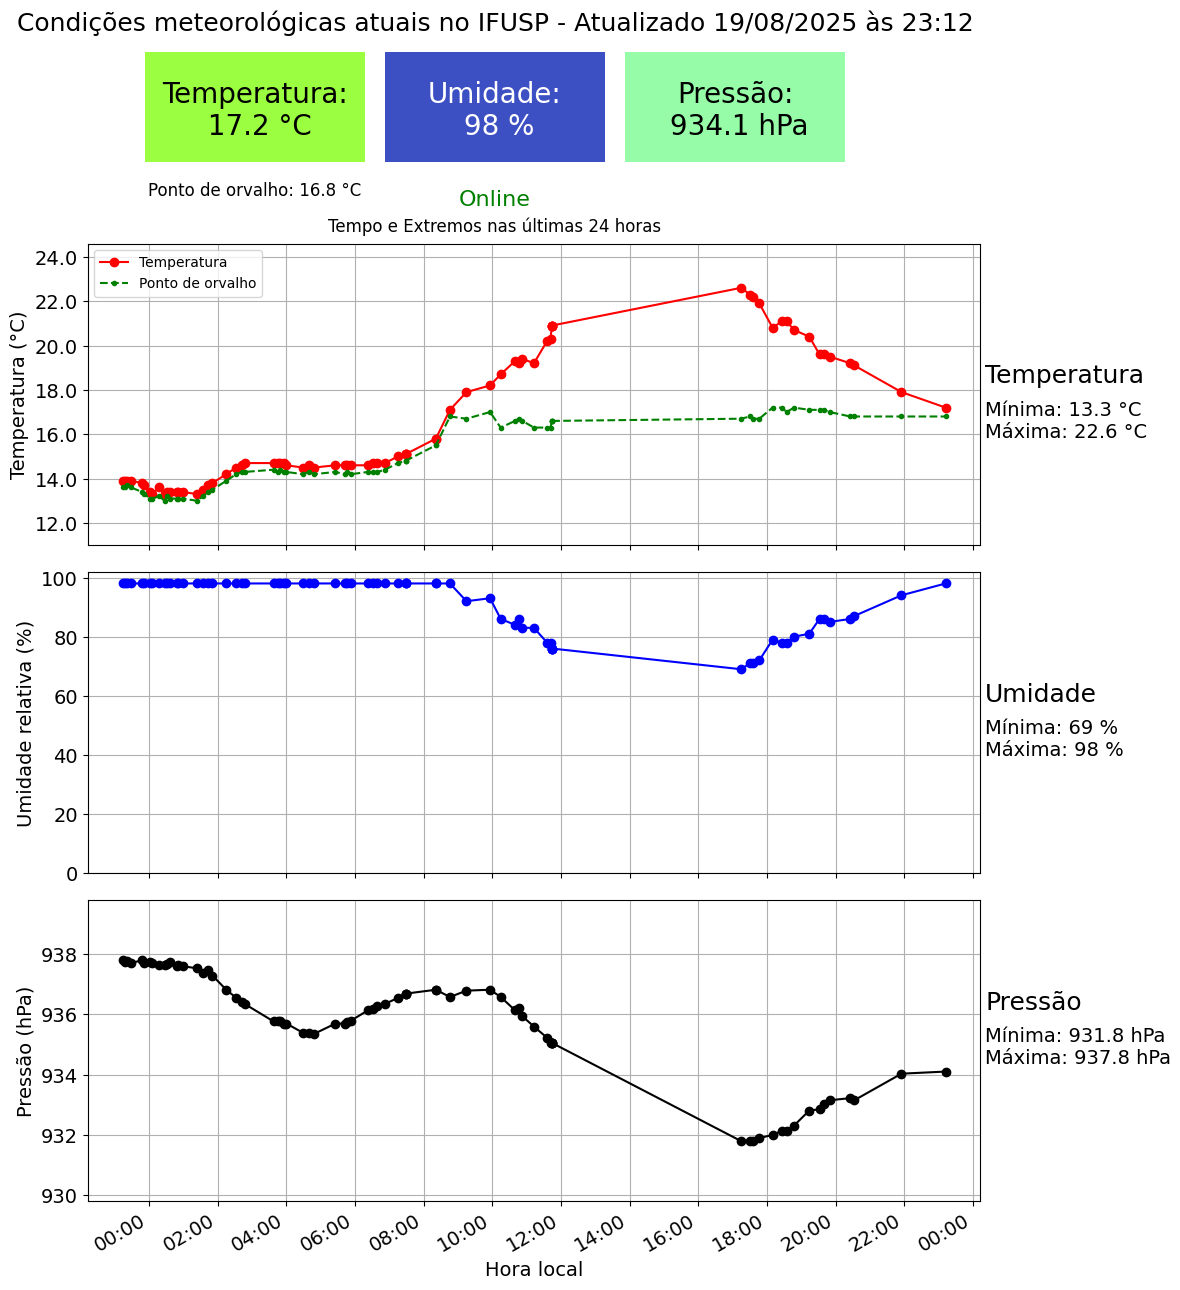 Condições meteorológicas atuais no IFUSP - Atualizado 19/08/2025 às 23:12
Temperatura:
17.2 °C
Umidade:
98 %
Pressão:
934.1 hPa
Ponto de orvalho: 16.8 °C
Online
Tempo e Extremos nas últimas 24 horas
Temperatura
Ponto de orvalho
Temperatura (°C)
24.0
22.0
20.0
18.0
16.0
14.0
12.0
Temperatura
Mínima: 13.3 °C
Máxima: 22.6 °C
Umidade relativa (%)
100
80
60
40
20
0
Umidade
Mínima: 69 %
Máxima: 98 %
Pressão (hPa)
938
936
934
932
930
Pressão
Mínima: 931.8 hPa
Máxima: 937.8 hPa
00:00 02:00 04:00 06:00 08:00 10:00 12:00 14:00 16:00 18:00 20:00 22:00 00:00
Hora local